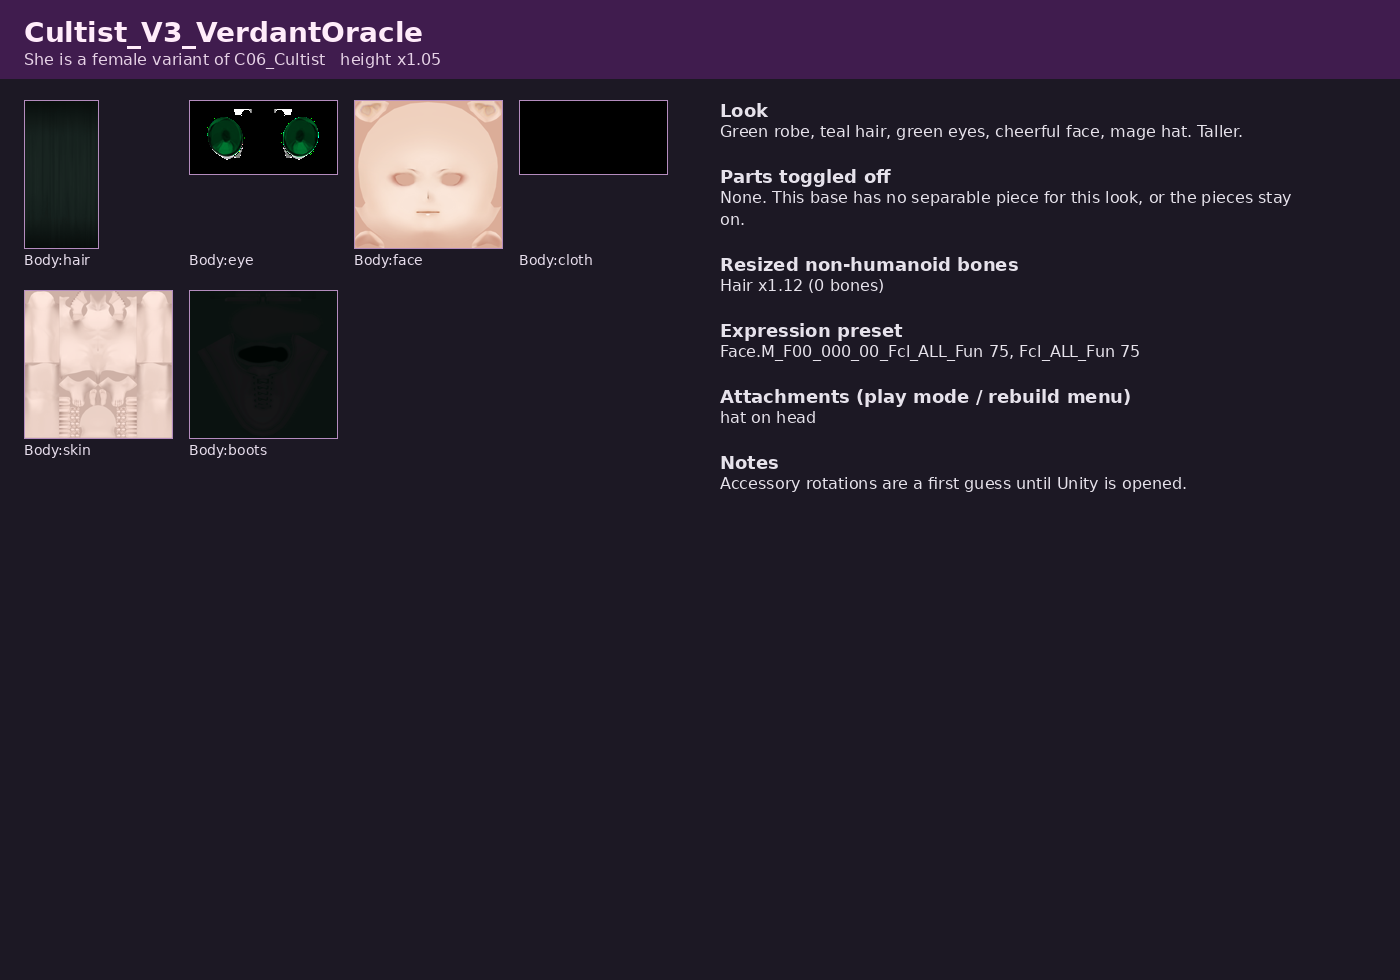 Cultist_V3_VerdantOracle
She is a female variant of C06_Cultist   height x1.05
Body:hair
Body:eye
Body:face
Body:cloth
Body:skin
Body:boots
Look
Green robe, teal hair, green eyes, cheerful face, mage hat. Taller.
Parts toggled off
None. This base has no separable piece for this look, or the pieces stay
on.
Resized non-humanoid bones
Hair x1.12 (0 bones)
Expression preset
Face.M_F00_000_00_Fcl_ALL_Fun 75, Fcl_ALL_Fun 75
Attachments (play mode / rebuild menu)
hat on head
Notes
Accessory rotations are a first guess until Unity is opened.